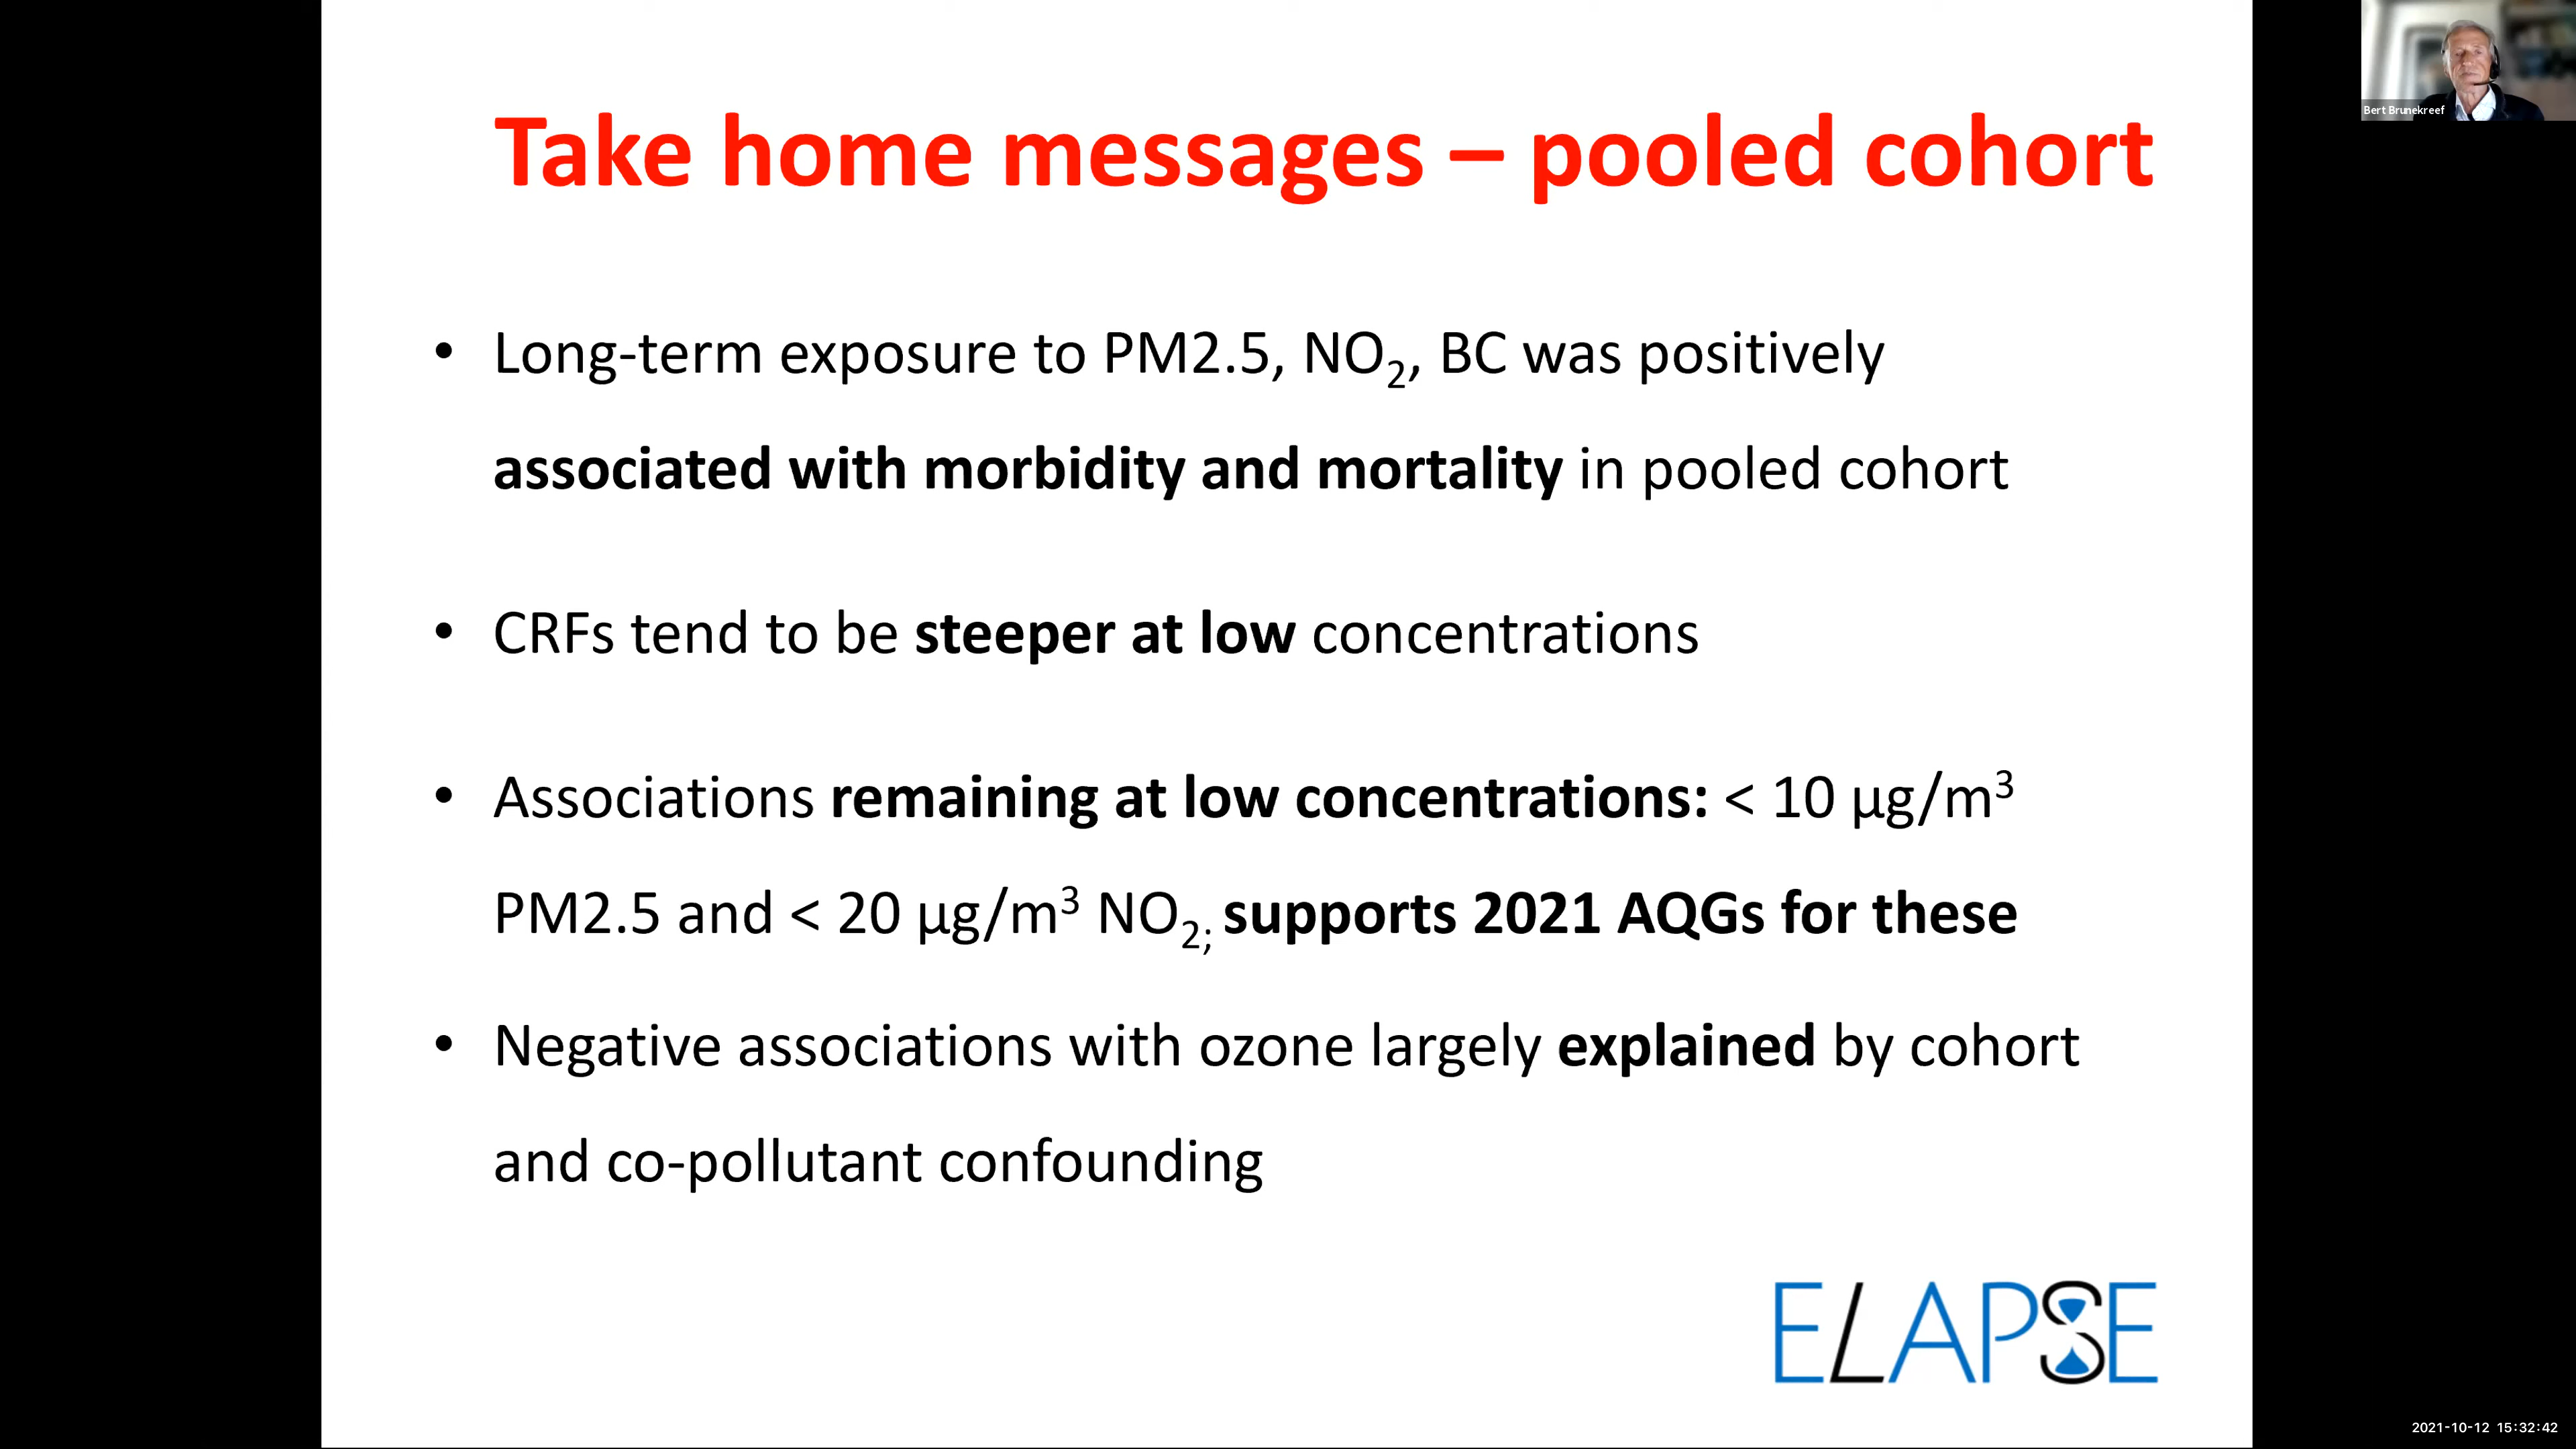 Take home messages – pooled cohort
• Long-term exposure to PM2.5, NO₂, BC was positively
associated with morbidity and mortality in pooled cohort
• CRFs tend to be steeper at low concentrations
• Associations remaining at low concentrations: < 10 µg/m³
PM2.5 and < 20 µg/m³ NO₂; supports 2021 AQGs for these
• Negative associations with ozone largely explained by cohort
and co-pollutant confounding
ELAPSE
Bert Brunekreef
2021-10-12 15:32:42